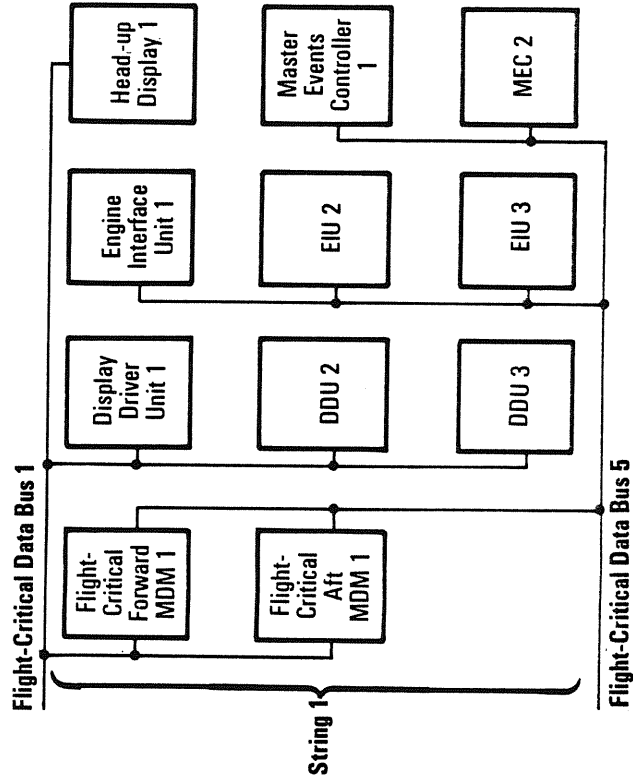 Flight-Critical Data Bus 1
Flight-
Critical
Forward
MDM 1
Display
Driver
Unit 1
Engine
Interface
Unit 1
Head-up
Display 1
String 1
Flight-
Critical
Aft
MDM 1
DDU 2
EIU 2
Master
Events
Controller
1
DDU 3
EIU 3
MEC 2
Flight-Critical Data Bus 5